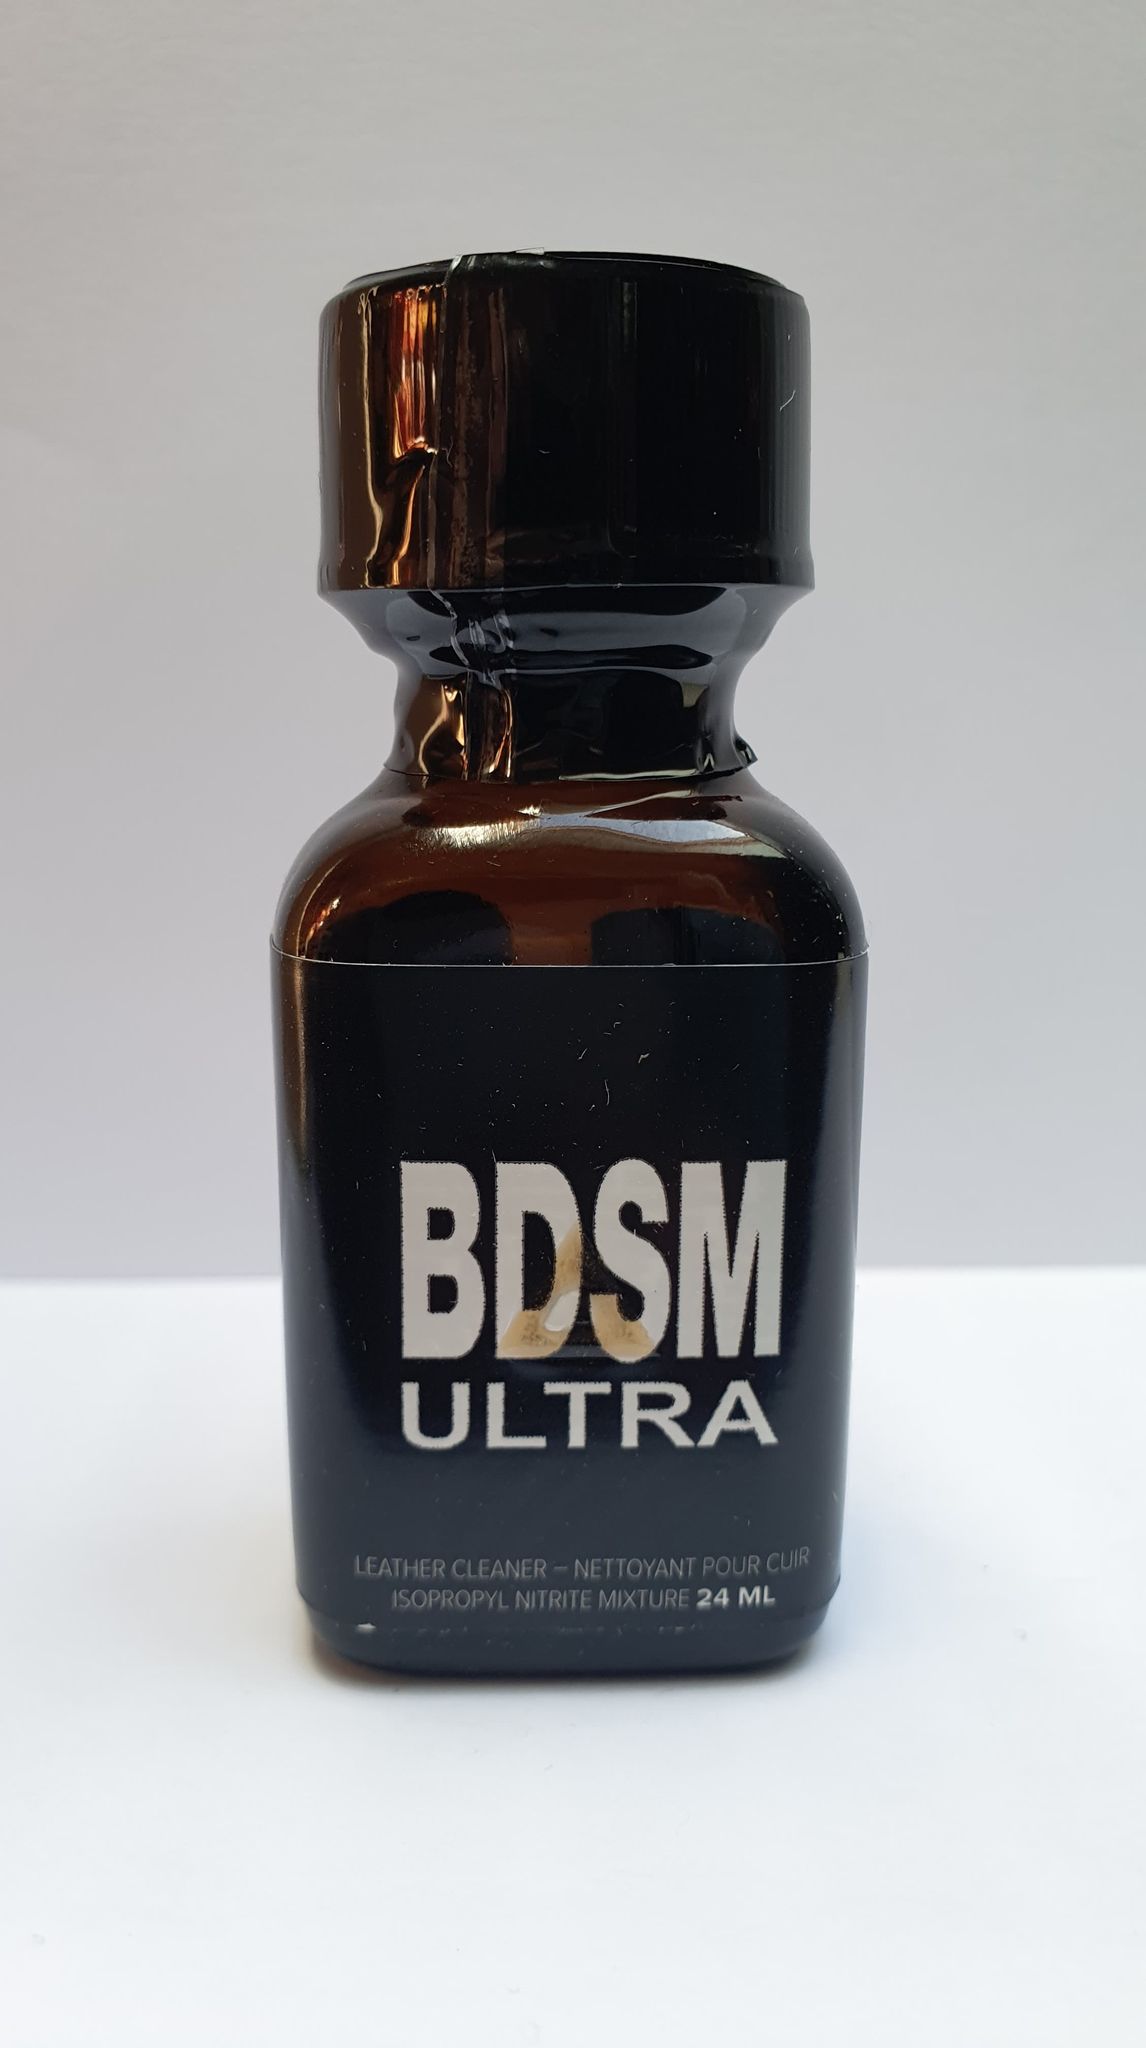 BDSM
ULTRA
LEATHER CLEANER – NETTOYANT POUR CUIR
ISOPROPYL NITRITE MIXTURE 24 ML